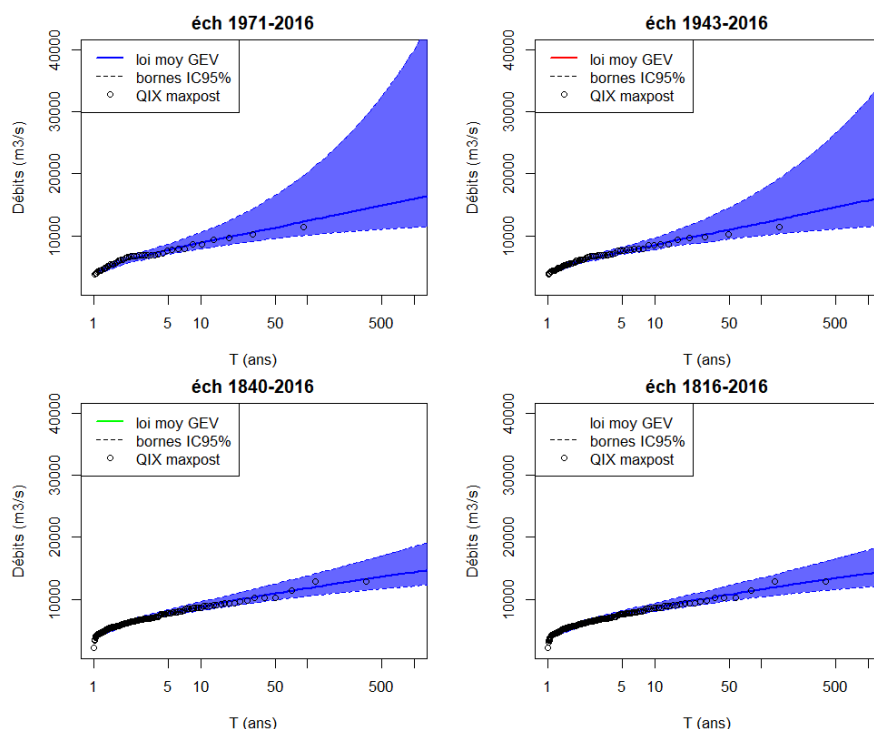 éch 1971-2016
loi moy GEV
bornes IC95%
QIX maxpost
Débits (m3/s)
40000
30000
20000
10000
1
5
10
50
500
T (ans)
éch 1943-2016
loi moy GEV
bornes IC95%
QIX maxpost
Débits (m3/s)
40000
30000
20000
10000
1
5
10
50
500
T (ans)
éch 1840-2016
loi moy GEV
bornes IC95%
QIX maxpost
Débits (m3/s)
40000
30000
20000
10000
1
5
10
50
500
T (ans)
éch 1816-2016
loi moy GEV
bornes IC95%
QIX maxpost
Débits (m3/s)
40000
30000
20000
10000
1
5
10
50
500
T (ans)